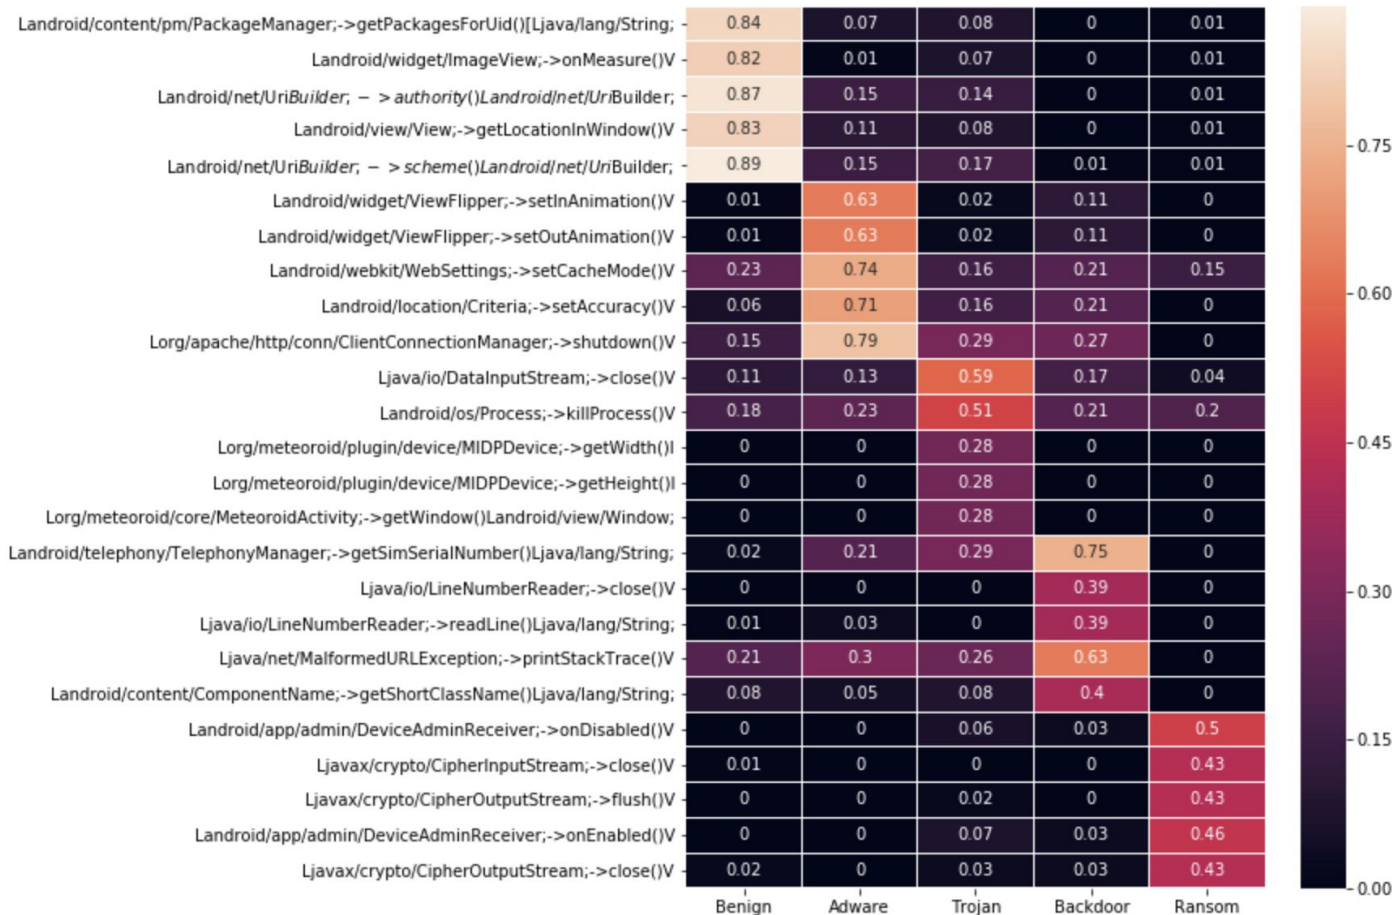 Landroid/content/pm/PackageManager;->getPackagesForUid()[Ljava/lang/String; 0.84 0.07 0.08 0 0.01
Landroid/widget/ImageView;->onMeasure()V 0.82 0.01 0.07 0 0.01
Landroid/net/UriBuilder; -> authority()Landroid/net/UriBuilder; 0.87 0.15 0.14 0 0.01
Landroid/view/View;->getLocationInWindow()V 0.83 0.11 0.08 0 0.01
Landroid/net/UriBuilder; -> scheme()Landroid/net/UriBuilder; 0.89 0.15 0.17 0.01 0.01
Landroid/widget/ViewFlipper;->setInAnimation()V 0.01 0.63 0.02 0.11 0
Landroid/widget/ViewFlipper;->setOutAnimation()V 0.01 0.63 0.02 0.11 0
Landroid/webkit/WebSettings;->setCacheMode()V 0.23 0.74 0.16 0.21 0.15
Landroid/location/Criteria;->setAccuracy()V 0.06 0.71 0.16 0.21 0
Lorg/apache/http/conn/ClientConnectionManager;->shutdown()V 0.15 0.79 0.29 0.27 0
Ljava/io/DataInputStream;->close()V 0.11 0.13 0.59 0.17 0.04
Landroid/os/Process;->killProcess()V 0.18 0.23 0.51 0.21 0.2
Lorg/meteoroid/plugin/device/MIDPDevice;->getWidth()I 0 0 0.28 0 0
Lorg/meteoroid/plugin/device/MIDPDevice;->getHeight()I 0 0 0.28 0 0
Lorg/meteoroid/core/MeteoroidActivity;->getWindow()Landroid/view/Window; 0 0 0.28 0 0
Landroid/telephony/TelephonyManager;->getSimSerialNumber()Ljava/lang/String; 0.02 0.21 0.29 0.75 0
Ljava/io/LineNumberReader;->close()V 0 0 0 0.39 0
Ljava/io/LineNumberReader;->readLine()Ljava/lang/String; 0.01 0.03 0 0.39 0
Ljava/net/MalformedURLException;->printStackTrace()V 0.21 0.3 0.26 0.63 0
Landroid/content/ComponentName;->getShortClassName()Ljava/lang/String; 0.08 0.05 0.08 0.4 0
Landroid/app/admin/DeviceAdminReceiver;->onDisabled()V 0 0 0.06 0.03 0.5
Ljavax/crypto/CipherInputStream;->close()V 0.01 0 0 0 0.43
Ljavax/crypto/CipherOutputStream;->flush()V 0 0 0.02 0 0.43
Landroid/app/admin/DeviceAdminReceiver;->onEnabled()V 0 0 0.07 0.03 0.46
Ljavax/crypto/CipherOutputStream;->close()V 0.02 0 0.03 0.03 0.43
Benign Adware Trojan Backdoor Ransom
0.75
0.60
0.45
0.30
0.15
0.00